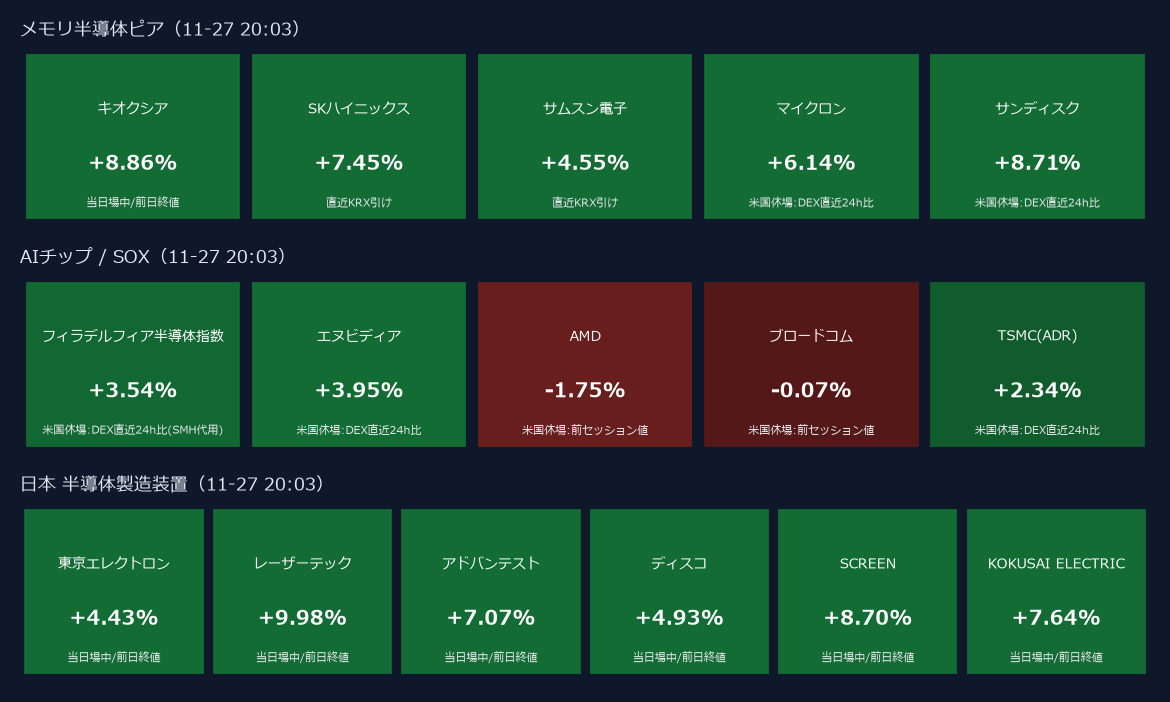 メモリ半導体ピア（11-27 20:03）
キオクシア
+8.86%
当日場中/前日終値
SKハイニックス
+7.45%
直近KRX引け
サムスン電子
+4.55%
直近KRX引け
マイクロン
+6.14%
米国休場:DEX直近24h比
サンディスク
+8.71%
米国休場:DEX直近24h比
AIチップ / SOX（11-27 20:03）
フィラデルフィア半導体指数
+3.54%
米国休場:DEX直近24h比(SMH代用)
エヌビディア
+3.95%
米国休場:DEX直近24h比
AMD
-1.75%
米国休場:前セッション値
ブロードコム
-0.07%
米国休場:前セッション値
TSMC(ADR)
+2.34%
米国休場:DEX直近24h比
日本 半導体製造装置（11-27 20:03）
東京エレクトロン
+4.43%
当日場中/前日終値
レーザーテック
+9.98%
当日場中/前日終値
アドバンテスト
+7.07%
当日場中/前日終値
ディスコ
+4.93%
当日場中/前日終値
SCREEN
+8.70%
当日場中/前日終値
KOKUSAI ELECTRIC
+7.64%
当日場中/前日終値